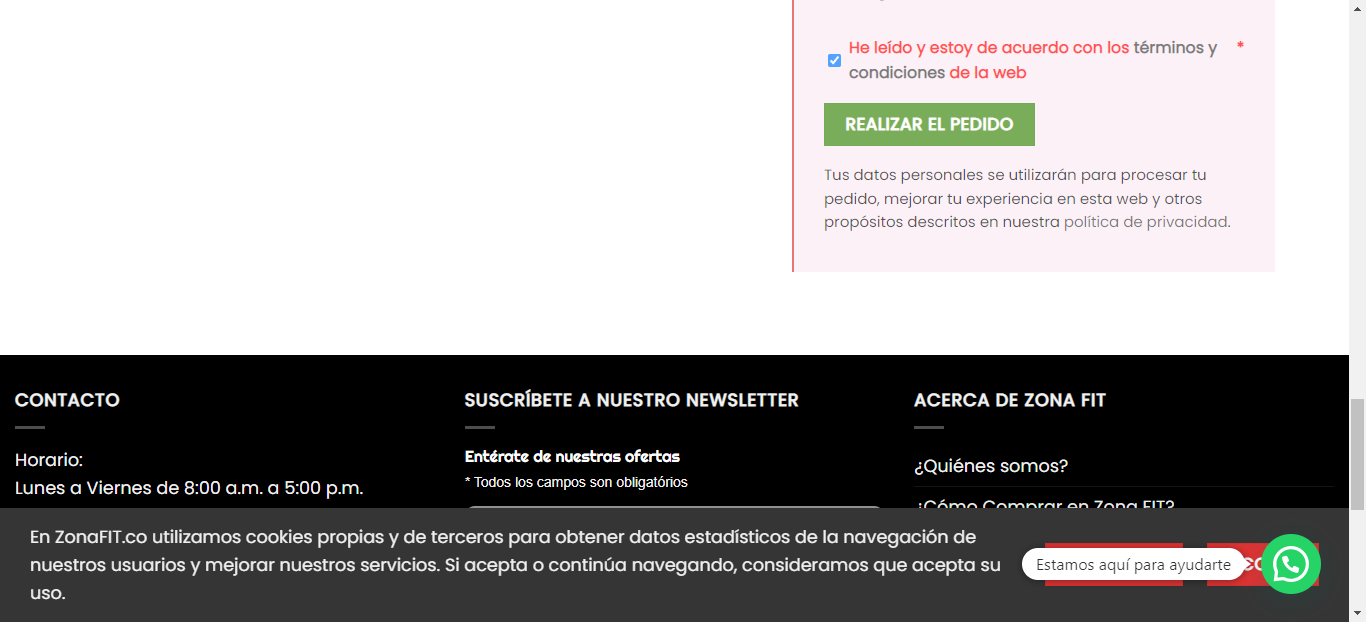 He leído y estoy de acuerdo con los términos y *
condiciones de la web
REALIZAR EL PEDIDO
Tus datos personales se utilizarán para procesar tu
pedido, mejorar tu experiencia en esta web y otros
propósitos descritos en nuestra política de privacidad.
CONTACTO
Horario:
Lunes a Viernes de 8:00 a.m. a 5:00 p.m.
SUSCRÍBETE A NUESTRO NEWSLETTER
Entérate de nuestras ofertas
* Todos los campos son obligatórios
ACERCA DE ZONA FIT
¿Quiénes somos?
¿Cómo Comprar en Zona FIT?
En ZonaFIT.co utilizamos cookies propias y de terceros para obtener datos estadísticos de la navegación de
nuestros usuarios y mejorar nuestros servicios. Si acepta o continúa navegando, consideramos que acepta su
uso.
Estamos aquí para ayudarte